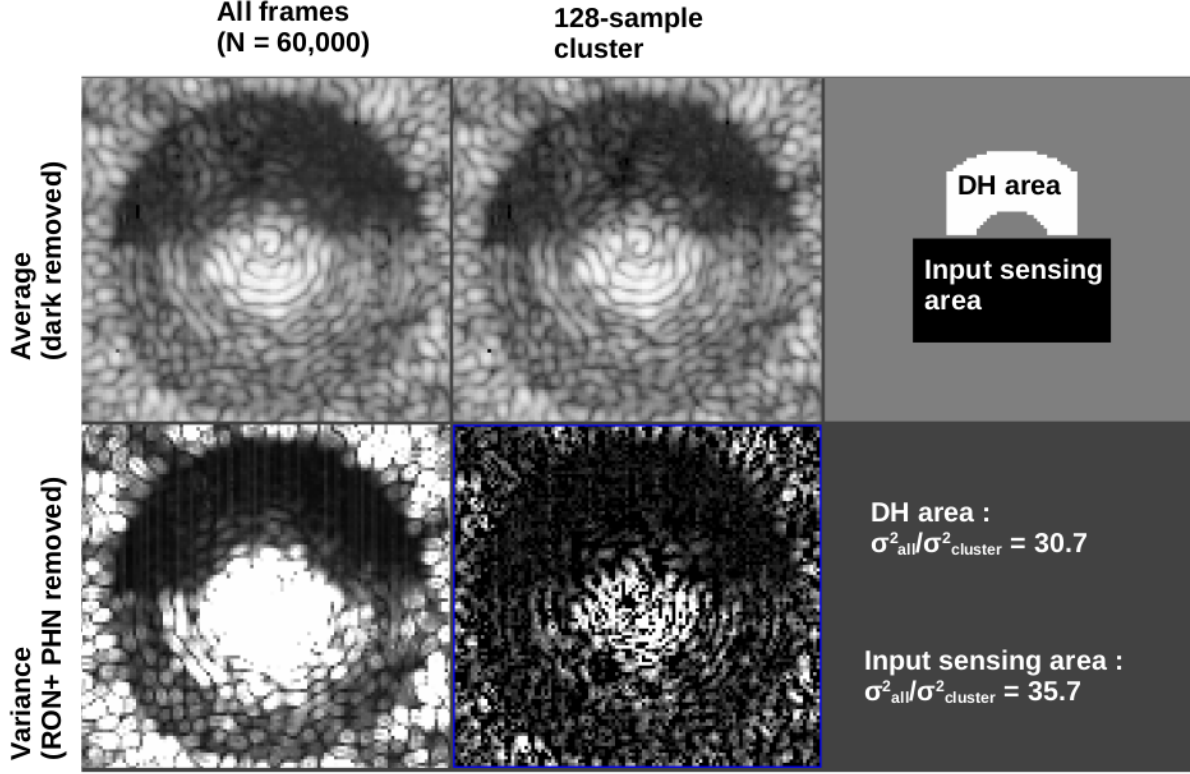 All frames
(N = 60,000)
128-sample
cluster
Average
(dark removed)
DH area
Input sensing
area
Variance
(RON+ PHN removed)
DH area :
σ²all/σ²cluster = 30.7
Input sensing area :
σ²all/σ²cluster = 35.7